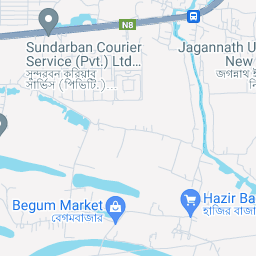 N8
Sundarban Courier
Service (Pvt.) Ltd...
সুন্দরবন কুরিয়ার
সার্ভিস (পিভিটি.)...
Jagannath U
New
জগন্নাথ ই
নি
Begum Market
বেগমবাজার
Hazir Ba
হাজির বাজা